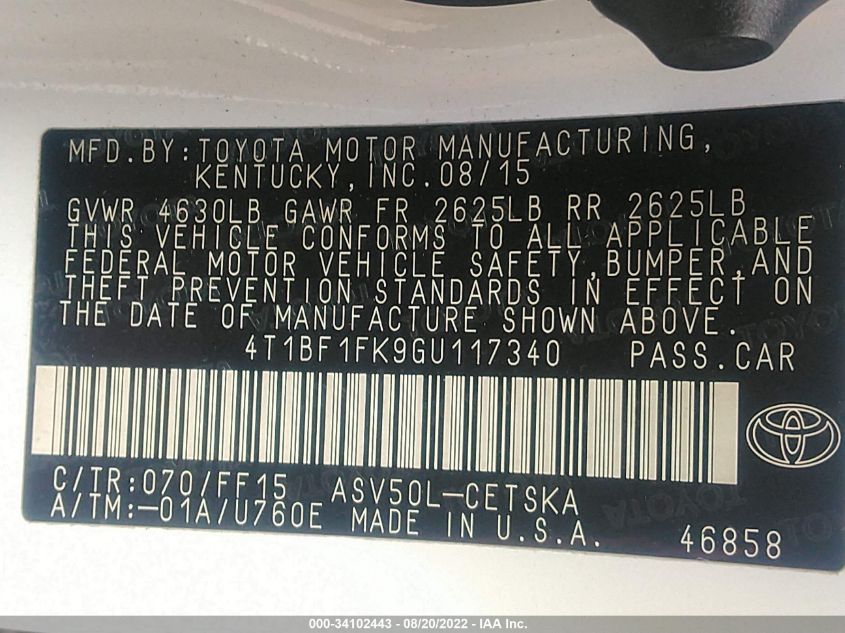 MFD.BY:TOYOTA MOTOR MANUFACTURING,
KENTUCKY,INC.08/15
GVWR 4630LB GAWR FR 2625LB RR 2625LB
THIS VEHICLE CONFORMS TO ALL APPLICABLE
FEDERAL MOTOR VEHICLE SAFETY,BUMPER,AND
THEFT PREVENTION STANDARDS IN EFFECT ON
THE DATE OF MANUFACTURE SHOWN ABOVE.
4T1BF1FK9GU117340 PASS.CAR
C/TR:070/FF15 ASV50L-CETSKA
A/TM:-01A/U760E MADE IN U.S.A.
46858
000-34102443 - 08/20/2022 - IAA Inc.